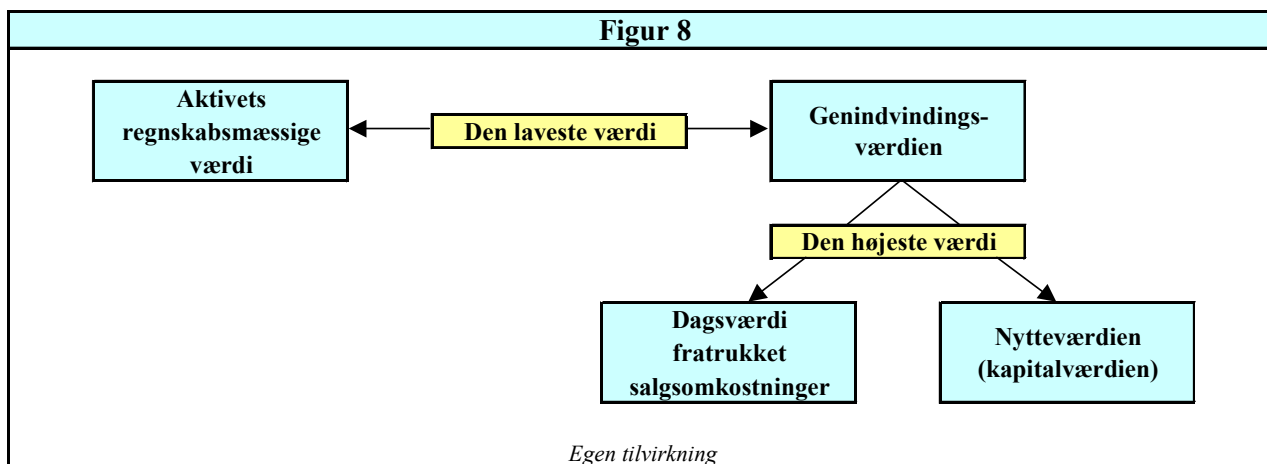 Figur 8
Aktivets
regnskabsmæssige
værdi
Den laveste værdi
Genindvindings-
værdien
Den højeste værdi
Dagsværdi
fratrukket
salgsomkostninger
Nytteværdien
(kapitalværdien)
Egen tilvirkning